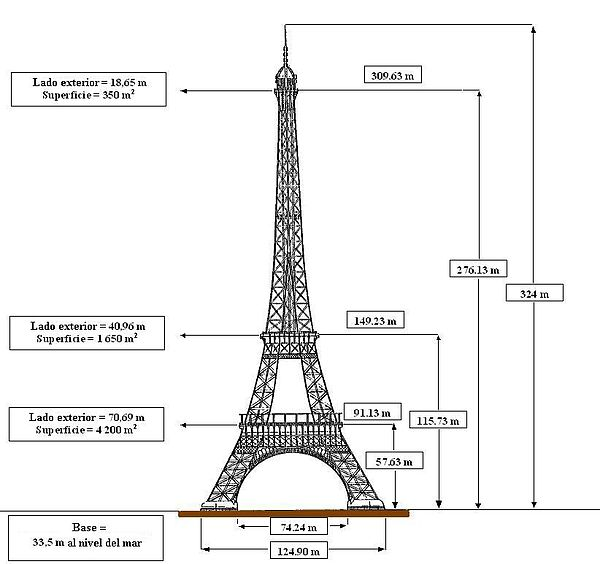 309.63 m
Lado exterior = 18,65 m
Superficie = 350 m²
276.13 m
324 m
149.23 m
Lado exterior = 40,96 m
Superficie = 1 650 m²
91.13 m
Lado exterior = 70,69 m
Superficie = 4 200 m²
115.73 m
57.63 m
Base =
33,5 m al nivel del mar
74.24 m
124.90 m